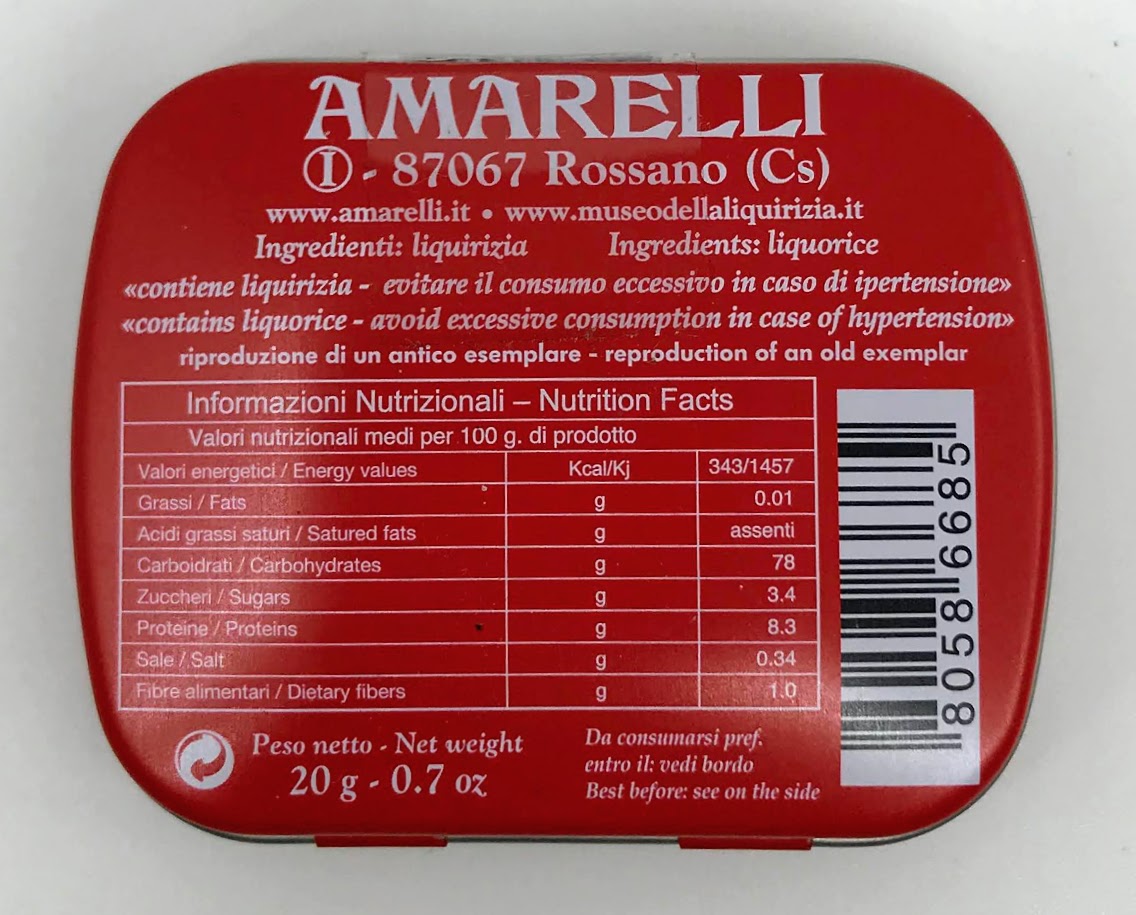 AMARELLI
I - 87067 Rossano (Cs)
www.amarelli.it • www.museodellaliquirizia.it
Ingredienti: liquirizia Ingredients: liquorice
«contiene liquirizia - evitare il consumo eccessivo in caso di ipertensione»
«contains liquorice - avoid excessive consumption in case of hypertension»
riproduzione di un antico esemplare - reproduction of an old exemplar
Informazioni Nutrizionali – Nutrition Facts
Valori nutrizionali medi per 100 g. di prodotto
Valori energetici / Energy values Kcal/Kj 343/1457
Grassi / Fats g 0.01
Acidi grassi saturi / Satured fats g assenti
Carboidrati / Carbohydrates g 78
Zuccheri / Sugars g 3.4
Proteine / Proteins g 8.3
Sale / Salt g 0.34
Fibre alimentari / Dietary fibers g 1.0
80586685
Peso netto - Net weight
20 g - 0.7 oz
Da consumarsi pref.
entro il: vedi bordo
Best before: see on the side